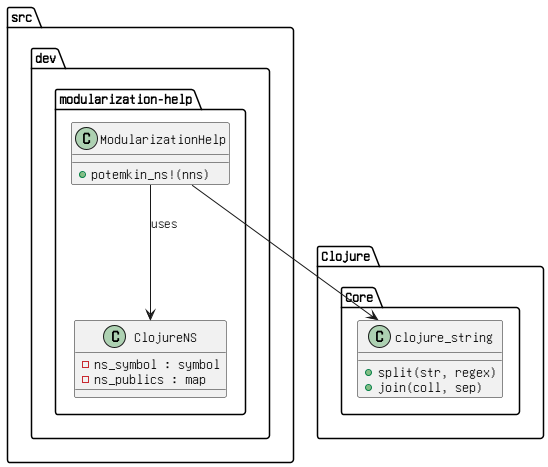 src
dev
modularization-help
C ModularizationHelp
potemkin_ns!(nns)
uses
Clojure
Core
C ClojureNS
ns_symbol : symbol
ns_publics : map
C clojure_string
split(str, regex)
join(coll, sep)